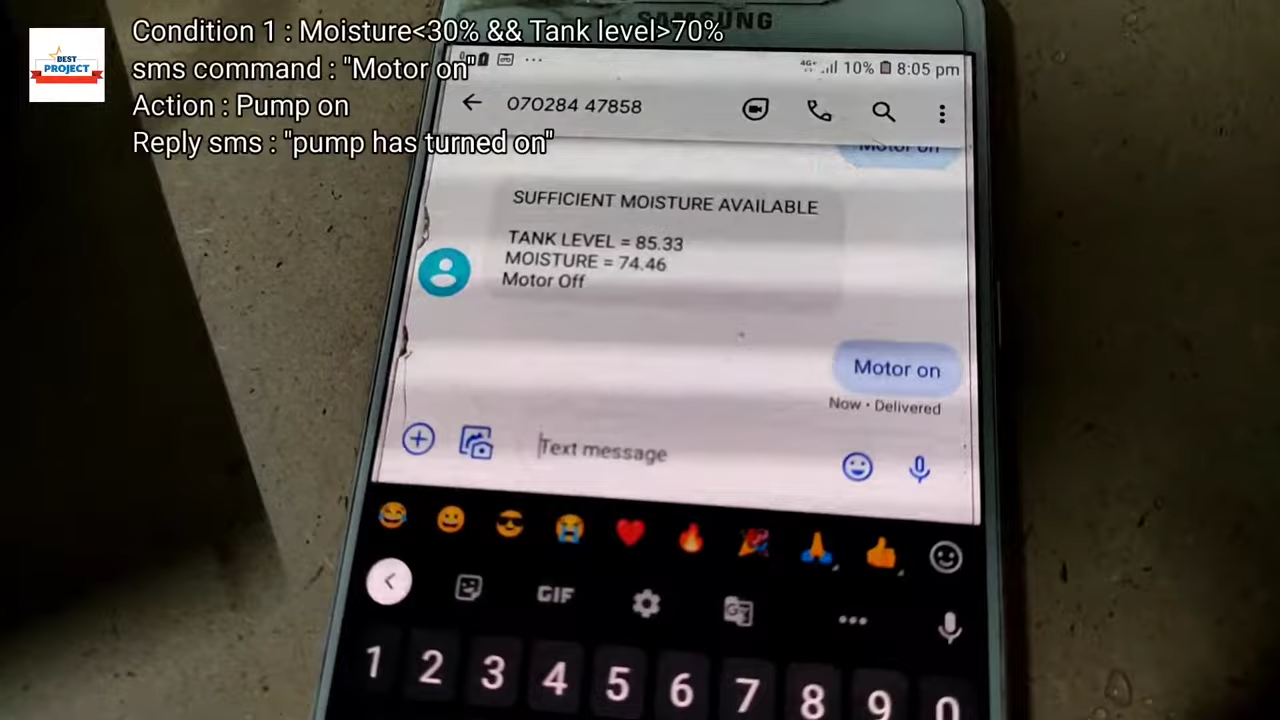 Condition 1 : Moisture<30% && Tank level>70%
sms command : "Motor on"
Action : Pump on
Reply sms : "pump has turned on"
BEST
PROJECT
SAMSUNG
4G+ 10% 8:05 pm
070284 47858
Motor on
SUFFICIENT MOISTURE AVAILABLE
TANK LEVEL = 85.33
MOISTURE = 74.46
Motor Off
Motor on
Now • Delivered
Text message
GIF
1 2 3 4 5 6 7 8 9 0